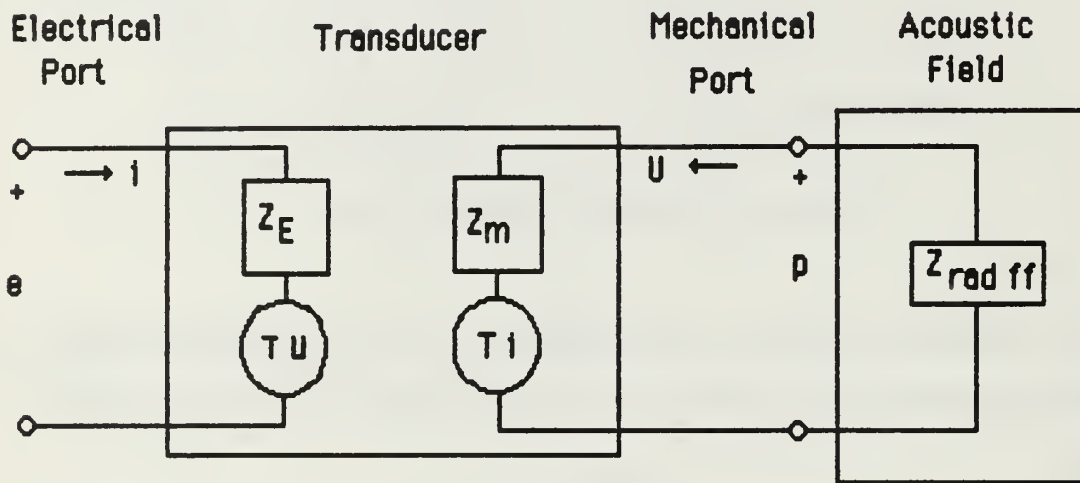 Electrical
Port
Transducer
Mechanical
Port
Acoustic
Field
+
→ i
e
Z_E
T U
Z_m
T i
U ←
+
p
Z_rad ff